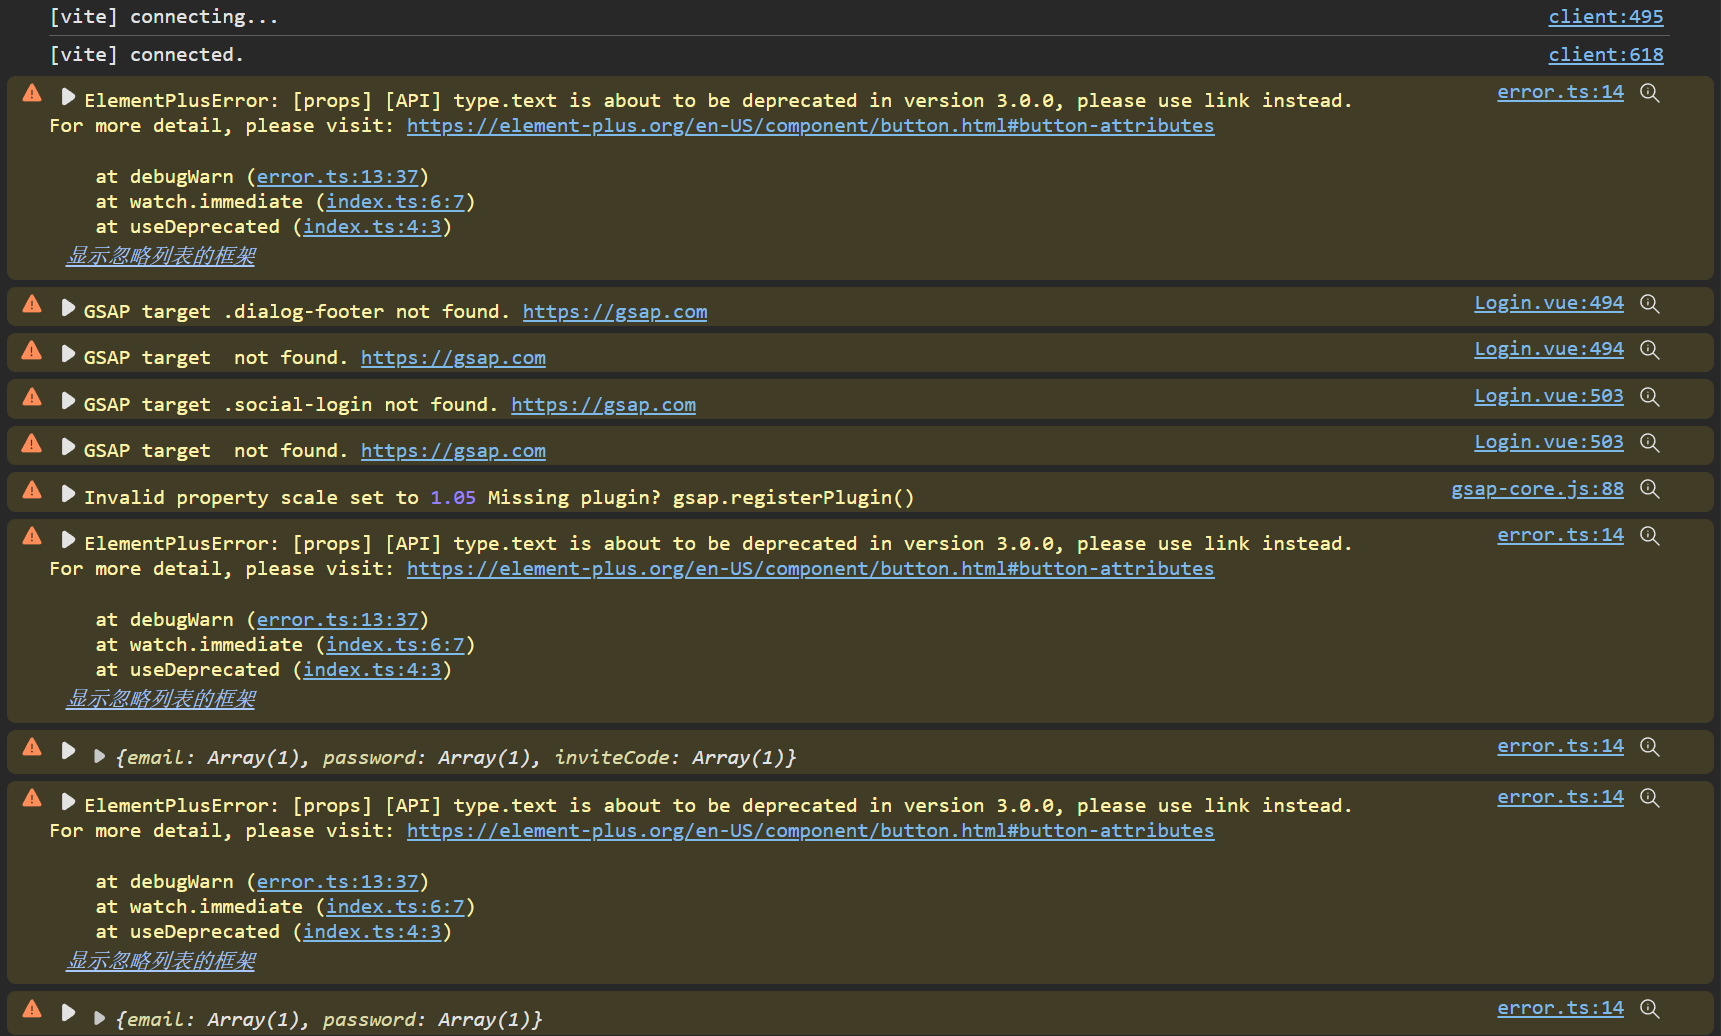 [vite] connecting... client:495
[vite] connected. client:618
ElementPlusError: [props] [API] type.text is about to be deprecated in version 3.0.0, please use link instead. error.ts:14
For more detail, please visit: https://element-plus.org/en-US/component/button.html#button-attributes
at debugWarn (error.ts:13:37)
at watch.immediate (index.ts:6:7)
at useDeprecated (index.ts:4:3)
显示忽略列表的框架
GSAP target .dialog-footer not found. https://gsap.com Login.vue:494
GSAP target  not found. https://gsap.com Login.vue:494
GSAP target .social-login not found. https://gsap.com Login.vue:503
GSAP target  not found. https://gsap.com Login.vue:503
Invalid property scale set to 1.05 Missing plugin? gsap.registerPlugin() gsap-core.js:88
ElementPlusError: [props] [API] type.text is about to be deprecated in version 3.0.0, please use link instead. error.ts:14
For more detail, please visit: https://element-plus.org/en-US/component/button.html#button-attributes
at debugWarn (error.ts:13:37)
at watch.immediate (index.ts:6:7)
at useDeprecated (index.ts:4:3)
显示忽略列表的框架
{email: Array(1), password: Array(1), inviteCode: Array(1)} error.ts:14
ElementPlusError: [props] [API] type.text is about to be deprecated in version 3.0.0, please use link instead. error.ts:14
For more detail, please visit: https://element-plus.org/en-US/component/button.html#button-attributes
at debugWarn (error.ts:13:37)
at watch.immediate (index.ts:6:7)
at useDeprecated (index.ts:4:3)
显示忽略列表的框架
{email: Array(1), password: Array(1)} error.ts:14